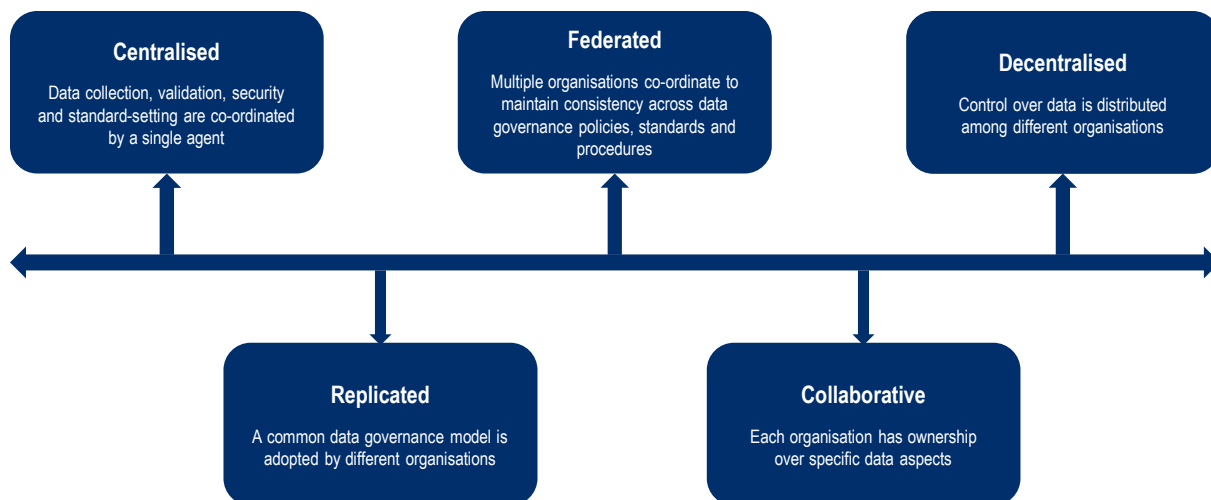 Centralised
Data collection, validation, security
and standard-setting are co-ordinated
by a single agent
Federated
Multiple organisations co-ordinate to
maintain consistency across data
governance policies, standards and
procedures
Decentralised
Control over data is distributed
among different organisations
Replicated
A common data governance model is
adopted by different organisations
Collaborative
Each organisation has ownership
over specific data aspects